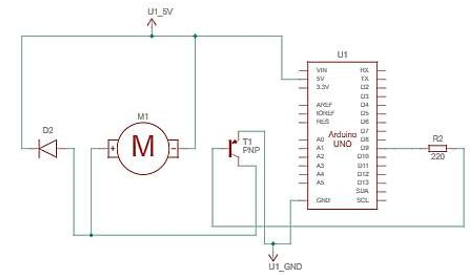 U1_5V
U1
VIN
5V
3.3V
AREF
IOREF
RES
A0
A1
A2
A3
A4
A5
GND
Arduino
UNO
RX
TX
D2
D3
D4
D5
D6
D7
D8
D9
D10
D11
D12
D13
SDA
SCL
D2
M1
+
M
-
T1
PNP
R2
220
U1_GND